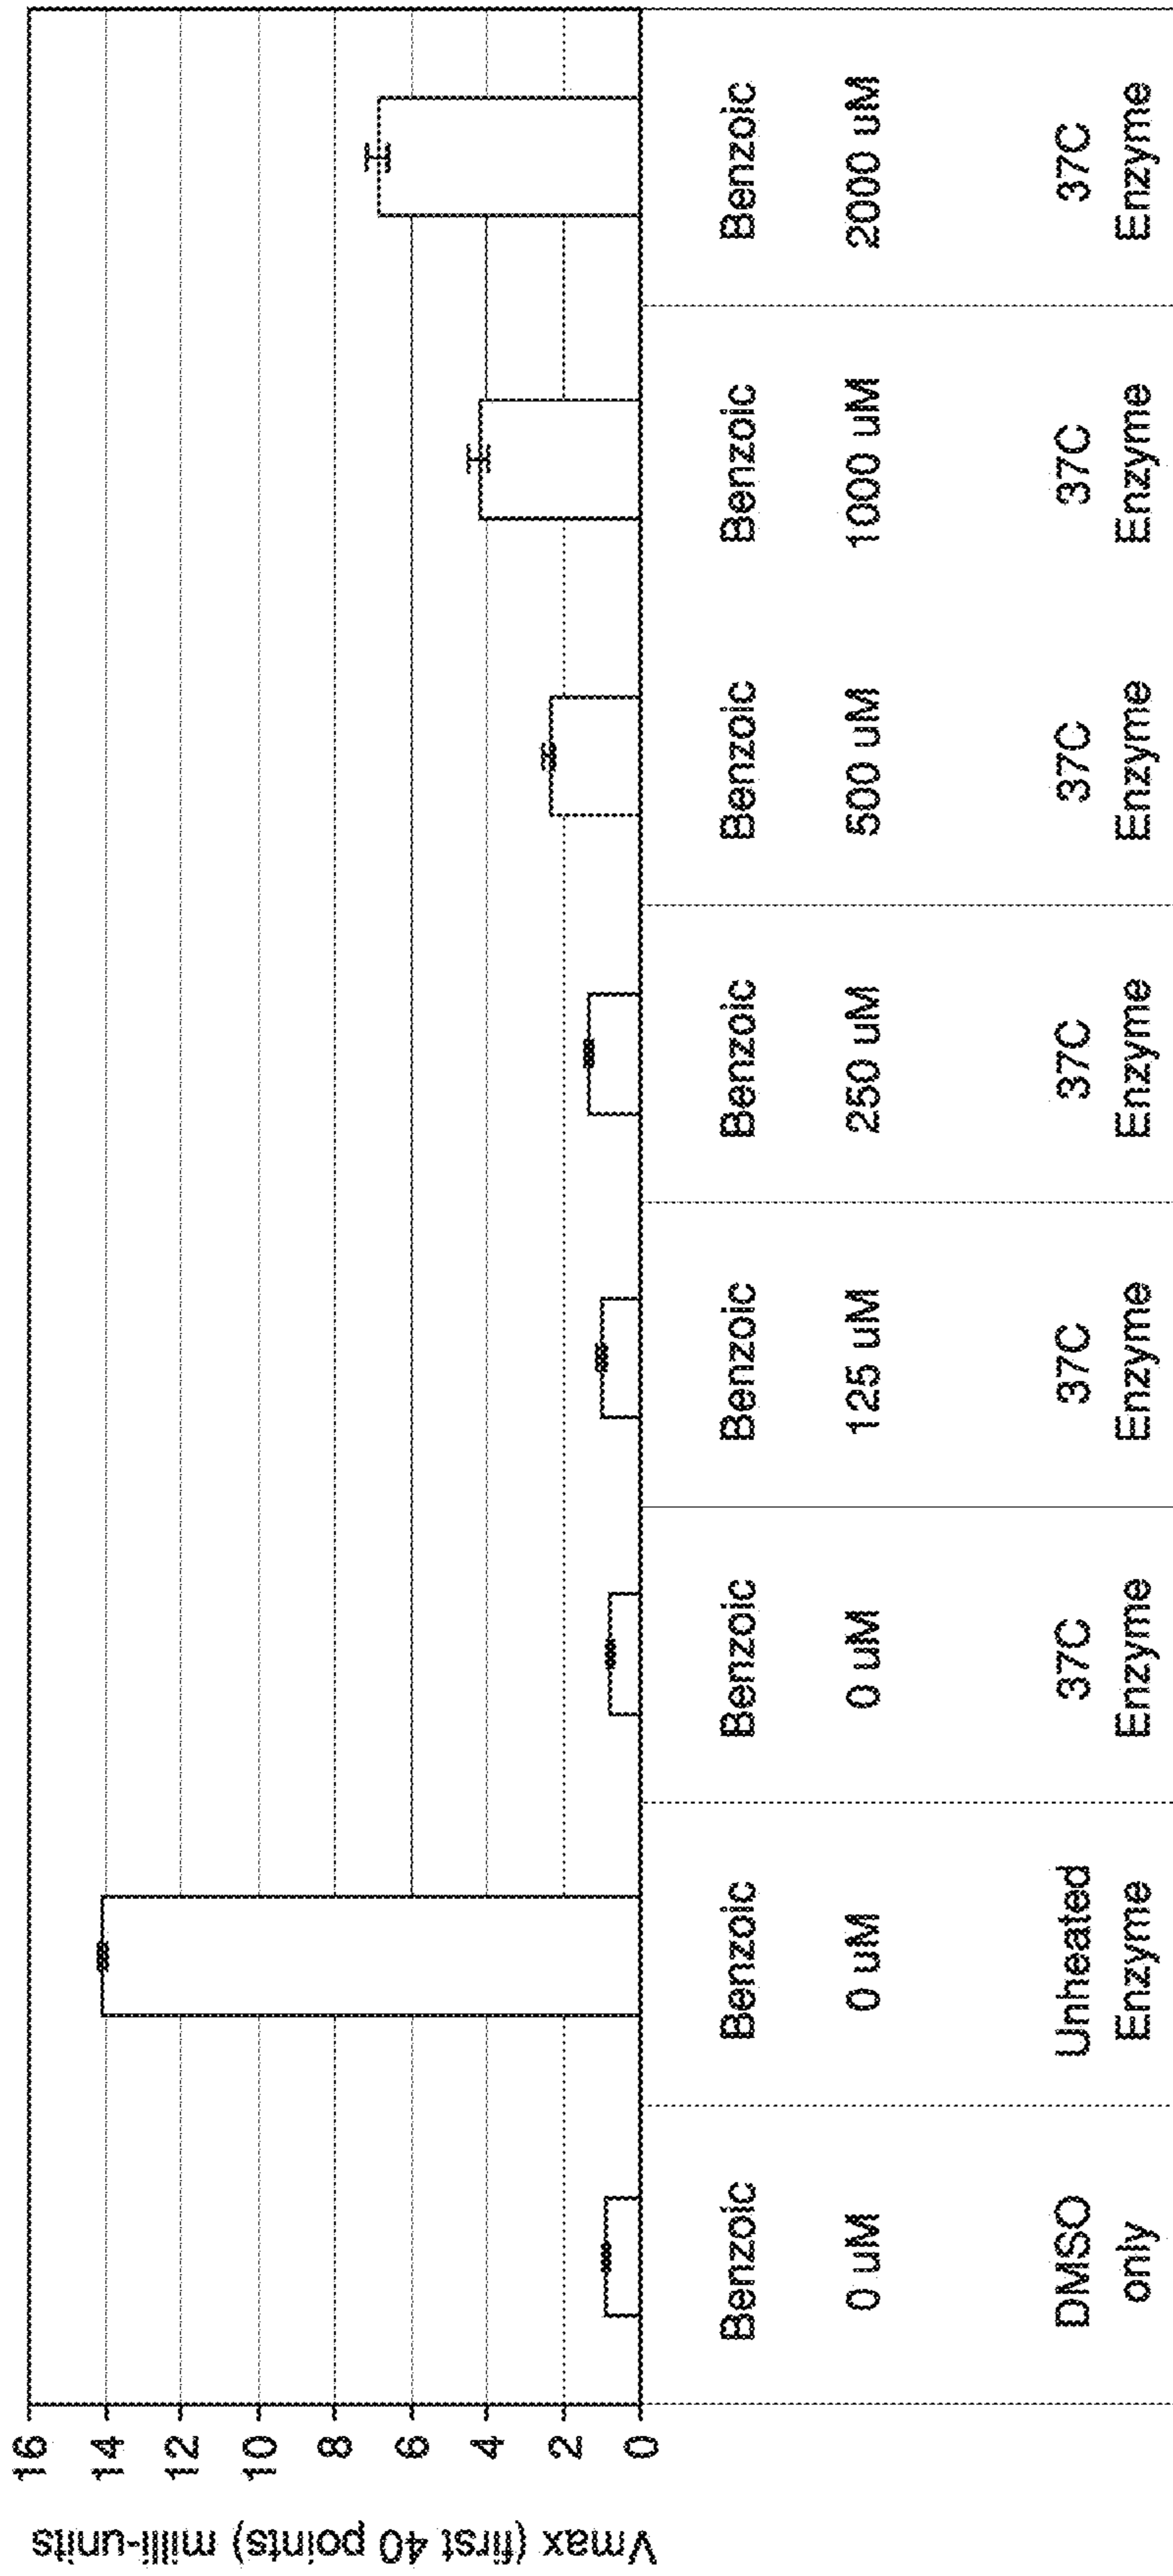 Vmax (first 40 points) milli-units
16
14
12
10
8
6
4
2
0
Benzoic Benzoic Benzoic Benzoic Benzoic Benzoic Benzoic Benzoic
0 uM 0 uM 0 uM 125 uM 250 uM 500 uM 1000 uM 2000 uM
DMSO Unheated 37C 37C 37C 37C 37C 37C
only Enzyme Enzyme Enzyme Enzyme Enzyme Enzyme Enzyme